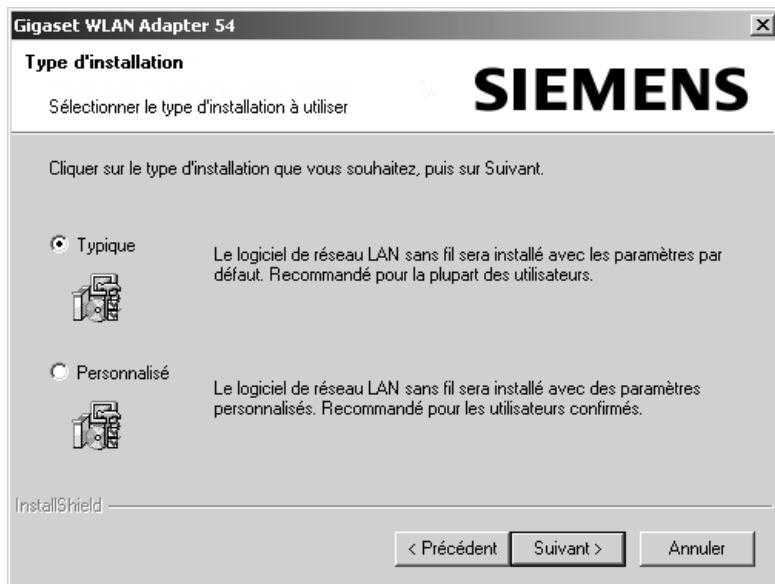 Gigaset WLAN Adapter 54
Type d'installation
Sélectionner le type d'installation à utiliser
SIEMENS
Cliquer sur le type d'installation que vous souhaitez, puis sur Suivant.
Typique
Le logiciel de réseau LAN sans fil sera installé avec les paramètres par
défaut. Recommandé pour la plupart des utilisateurs.
Personnalisé
Le logiciel de réseau LAN sans fil sera installé avec des paramètres
personnalisés. Recommandé pour les utilisateurs confirmés.
InstallShield
< Précédent
Suivant >
Annuler